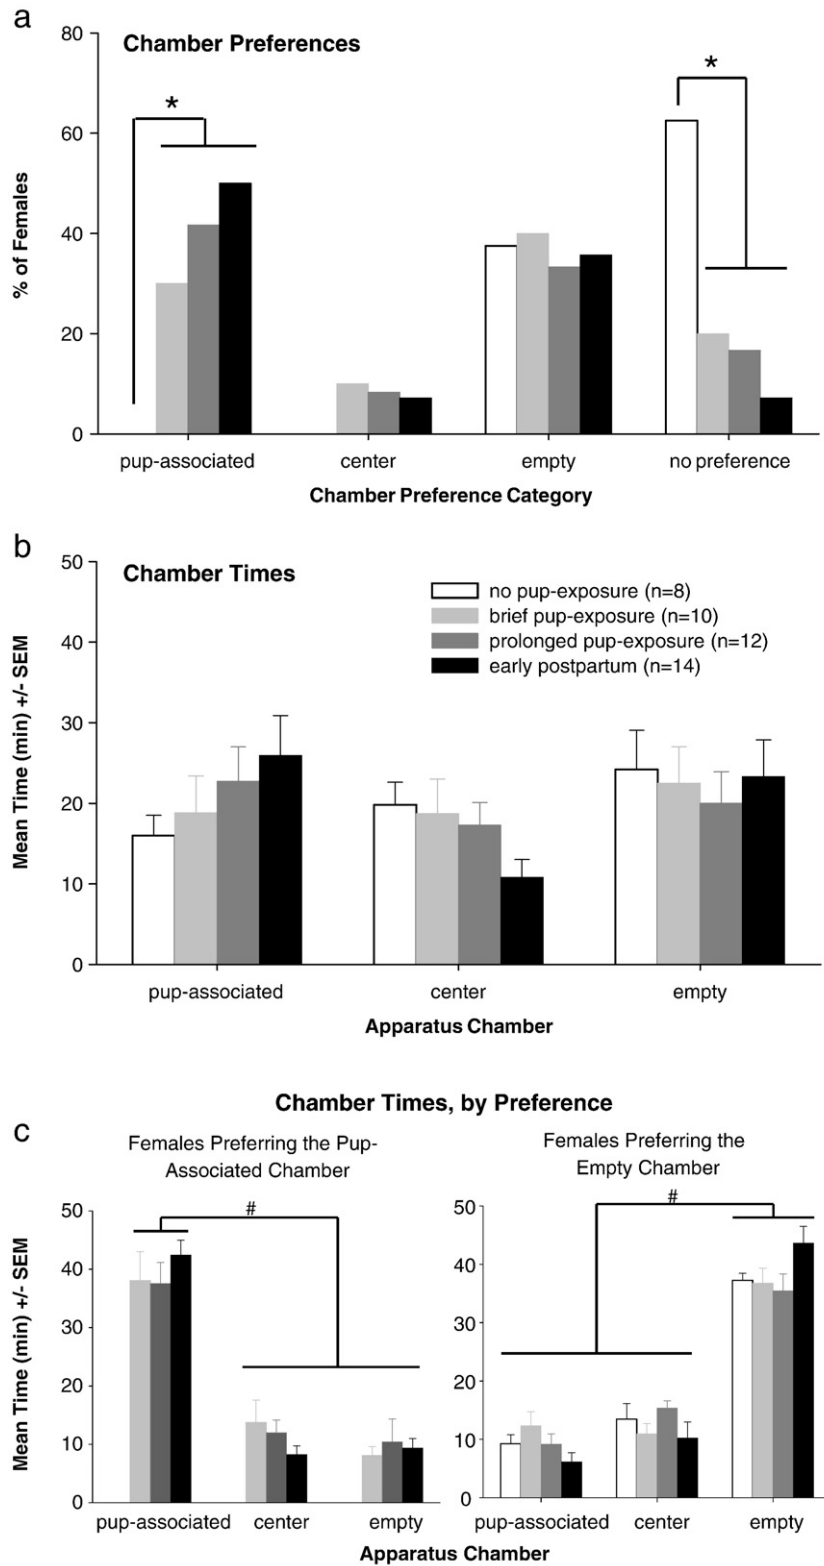 a
Chamber Preferences
80
60
40
20
0
% of Females
*
*
pup-associated center empty no preference
Chamber Preference Category
b
Chamber Times
50
40
30
20
10
0
Mean Time (min) +/- SEM
no pup-exposure (n=8)
brief pup-exposure (n=10)
prolonged pup-exposure (n=12)
early postpartum (n=14)
pup-associated center empty
Apparatus Chamber
Chamber Times, by Preference
c
Females Preferring the Pup-
Associated Chamber
50
40
30
20
10
0
Mean Time (min) +/- SEM
#
pup-associated center empty
Females Preferring the
Empty Chamber
50
40
30
20
10
0
#
pup-associated center empty
Apparatus Chamber